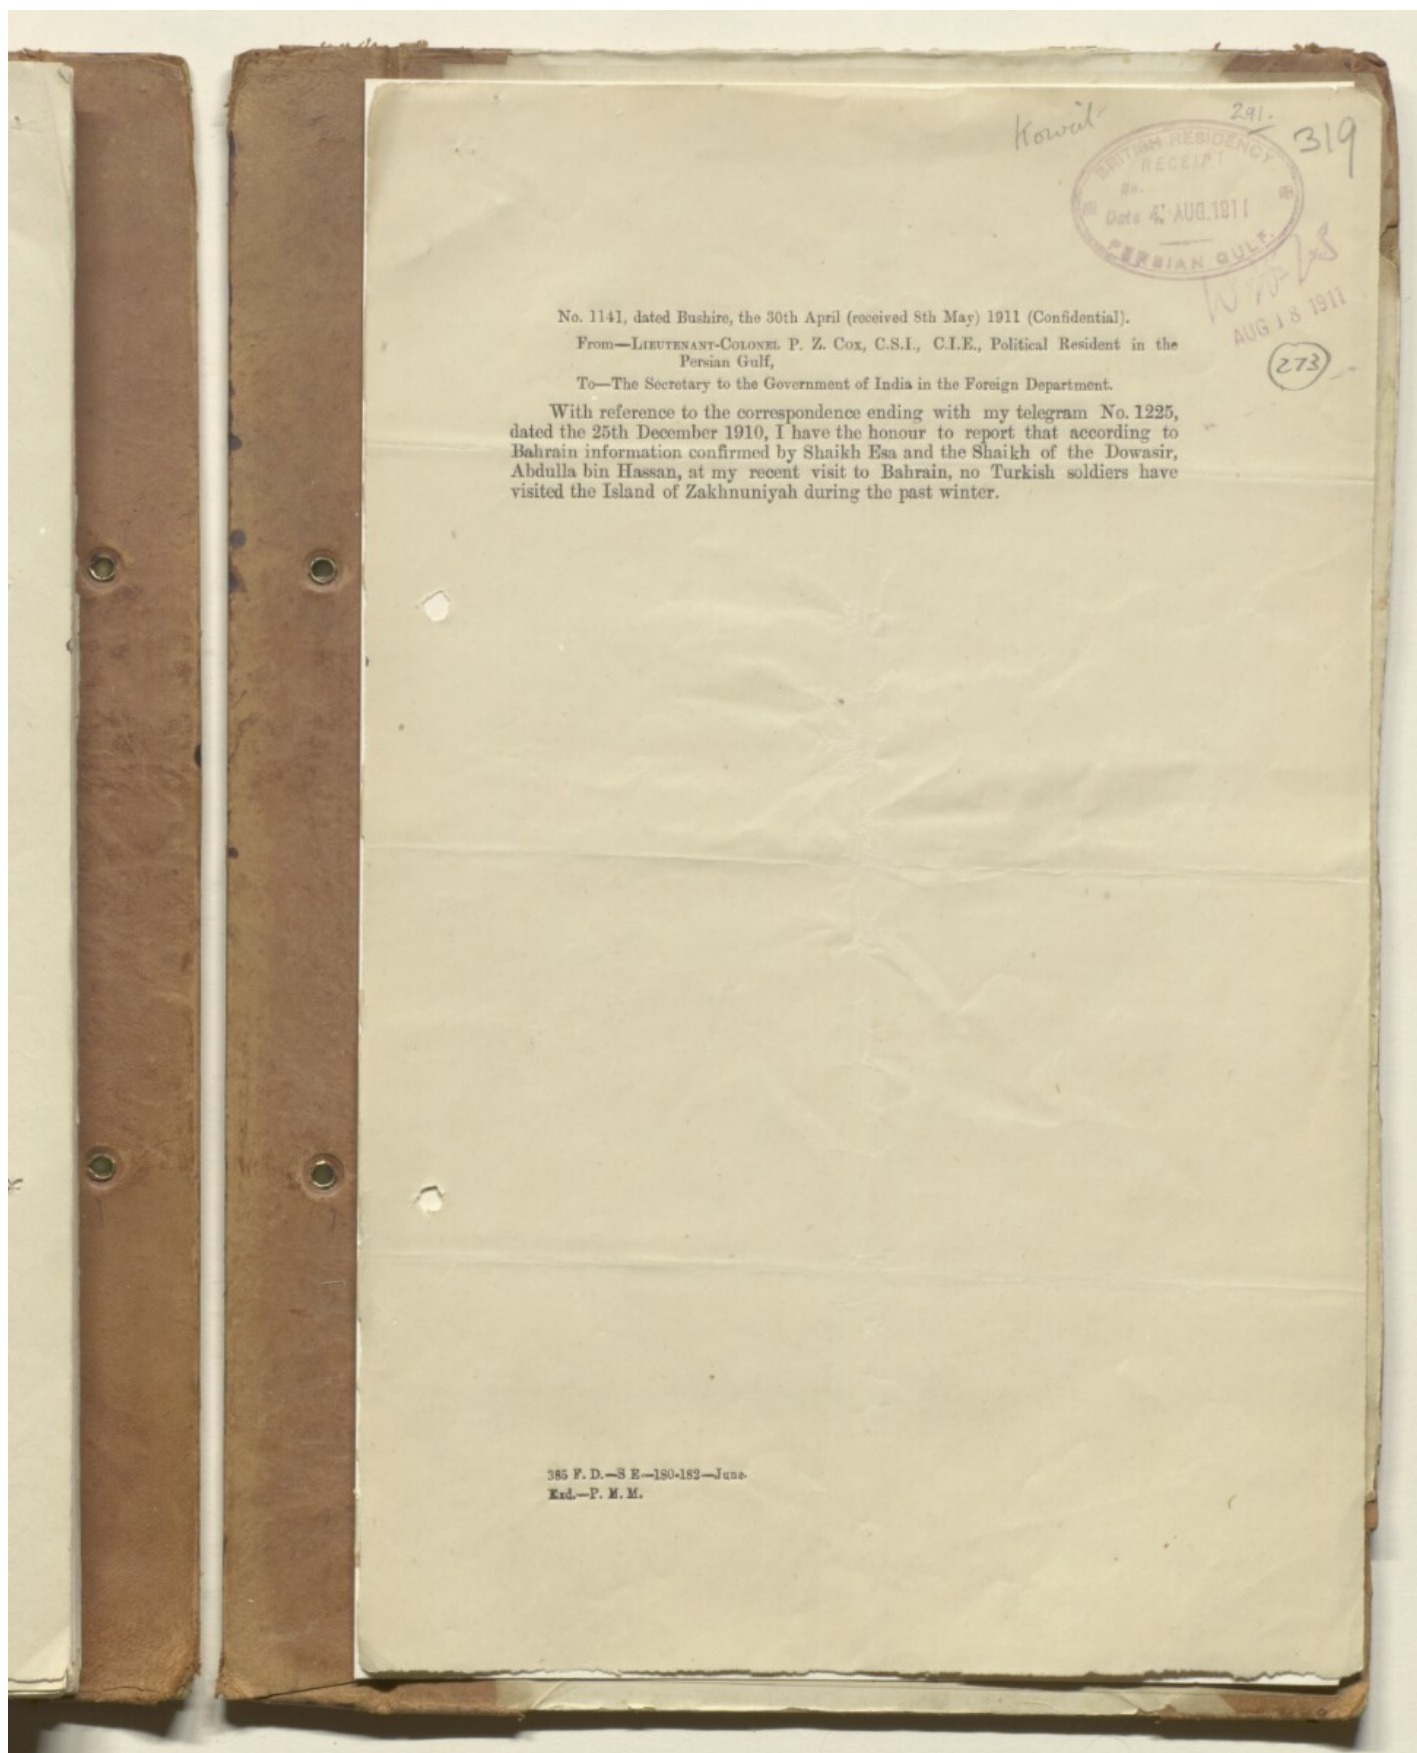 Koweit
291.
319
BRITISH RESIDENCY
RECEIPT
No.
Date 4 AUG.1911
PERSIAN GULF.
AUG 18 1911
273
No. 1141, dated Bushire, the 30th April (received 8th May) 1911 (Confidential).
From—LIEUTENANT-COLONEL P. Z. COX, C.S.I., C.I.E., Political Resident in the
Persian Gulf,
To—The Secretary to the Government of India in the Foreign Department.
With reference to the correspondence ending with my telegram No. 1225,
dated the 25th December 1910, I have the honour to report that according to
Bahrain information confirmed by Shaikh Esa and the Shaikh of the Dowasir,
Abdulla bin Hassan, at my recent visit to Bahrain, no Turkish soldiers have
visited the Island of Zakhnuniyah during the past winter.
385 F. D.—S E—180-182—June.
Exd.—P. M. M.